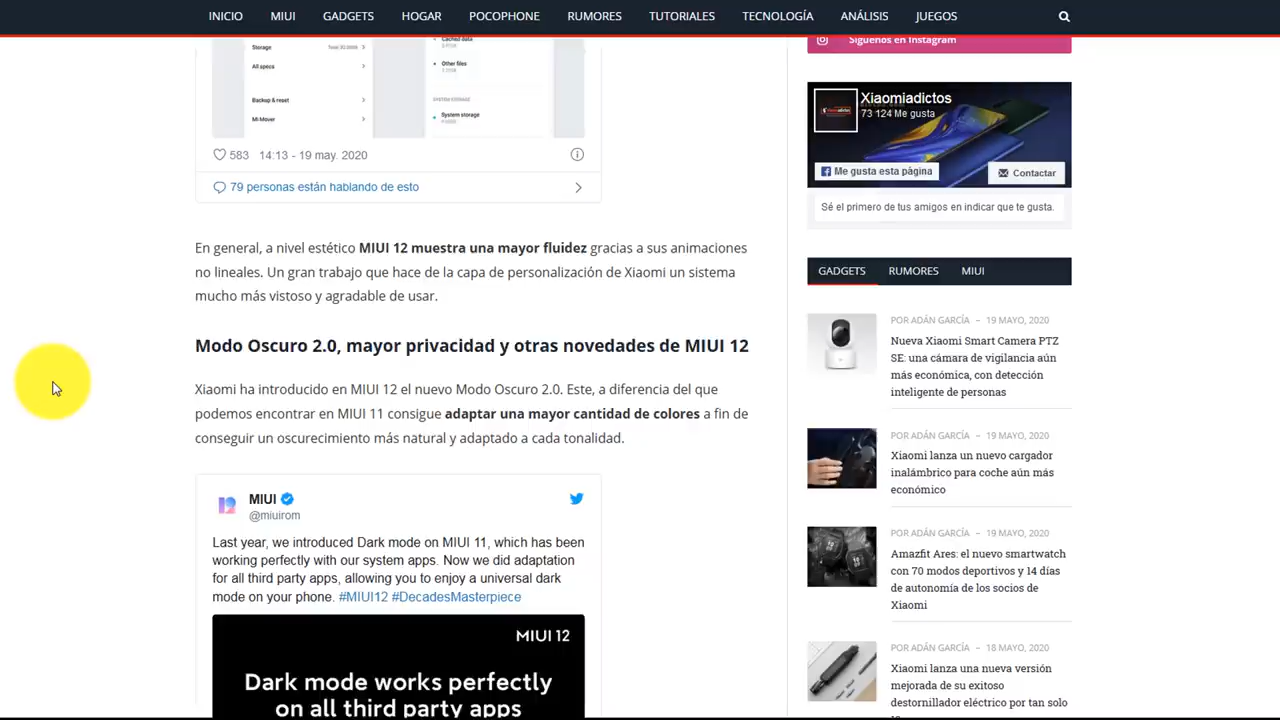 INICIO MIUI GADGETS HOGAR POCOPHONE RUMORES TUTORIALES TECNOLOGÍA ANÁLISIS JUEGOS
Storage
All specs
Backup & reset
Mi Mover
Cached data
Other files
SYSTEM STORAGE
System storage
583 14:13 - 19 may. 2020
79 personas están hablando de esto
En general, a nivel estético MIUI 12 muestra una mayor fluidez gracias a sus animaciones
no lineales. Un gran trabajo que hace de la capa de personalización de Xiaomi un sistema
mucho más vistoso y agradable de usar.
Modo Oscuro 2.0, mayor privacidad y otras novedades de MIUI 12
Xiaomi ha introducido en MIUI 12 el nuevo Modo Oscuro 2.0. Este, a diferencia del que
podemos encontrar en MIUI 11 consigue adaptar una mayor cantidad de colores a fin de
conseguir un oscurecimiento más natural y adaptado a cada tonalidad.
MIUI
@miuirom
Last year, we introduced Dark mode on MIUI 11, which has been
working perfectly with our system apps. Now we did adaptation
for all third party apps, allowing you to enjoy a universal dark
mode on your phone. #MIUI12 #DecadesMasterpiece
MIUI 12
Dark mode works perfectly
on all third party apps
Síguenos en Instagram
Xiaomiadictos
73 124 Me gusta
Me gusta esta página
Contactar
Sé el primero de tus amigos en indicar que te gusta.
GADGETS RUMORES MIUI
POR ADÁN GARCÍA – 19 MAYO, 2020
Nueva Xiaomi Smart Camera PTZ
SE: una cámara de vigilancia aún
más económica, con detección
inteligente de personas
POR ADÁN GARCÍA – 19 MAYO, 2020
Xiaomi lanza un nuevo cargador
inalámbrico para coche aún más
económico
POR ADÁN GARCÍA – 19 MAYO, 2020
Amazfit Ares: el nuevo smartwatch
con 70 modos deportivos y 14 días
de autonomía de los socios de
Xiaomi
POR ADÁN GARCÍA – 18 MAYO, 2020
Xiaomi lanza una nueva versión
mejorada de su exitoso
destornillador eléctrico por tan solo